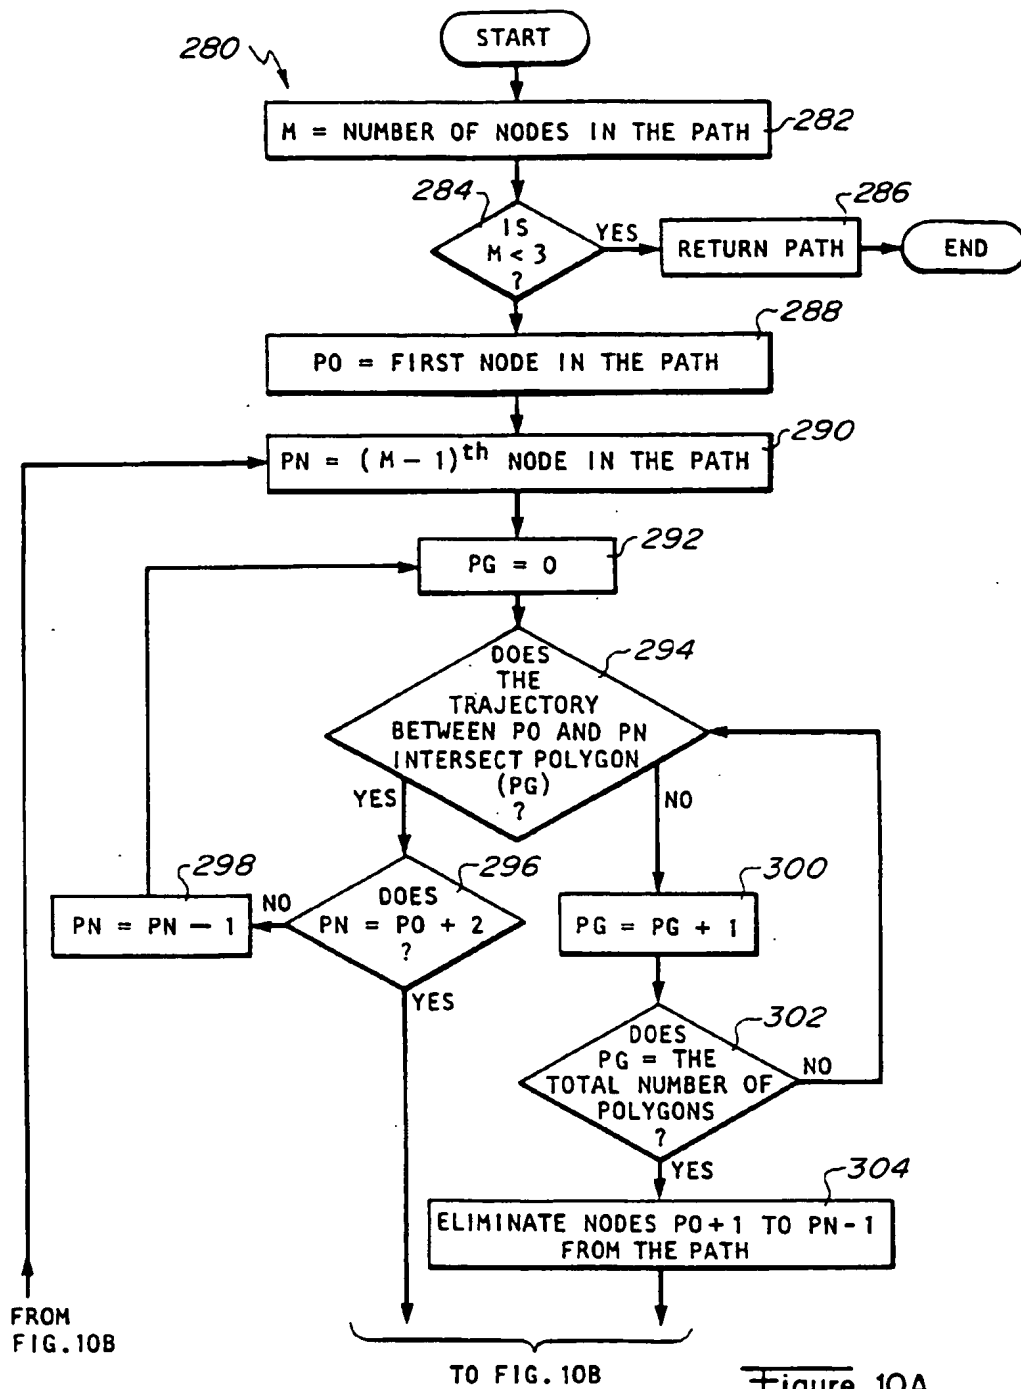 START
280
M = NUMBER OF NODES IN THE PATH
282
284
IS
M < 3
?
YES
286
RETURN PATH
END
288
PO = FIRST NODE IN THE PATH
290
PN = (M - 1)th NODE IN THE PATH
292
PG = 0
294
DOES
THE
TRAJECTORY
BETWEEN PO AND PN
INTERSECT POLYGON
(PG)
?
YES
NO
298
PN = PN - 1
NO
296
DOES
PN = PO + 2
?
YES
300
PG = PG + 1
302
DOES
PG = THE
TOTAL NUMBER OF
POLYGONS
?
NO
YES
304
ELIMINATE NODES PO+1 TO PN-1
FROM THE PATH
FROM
FIG.10B
TO FIG.10B
Figure 10A